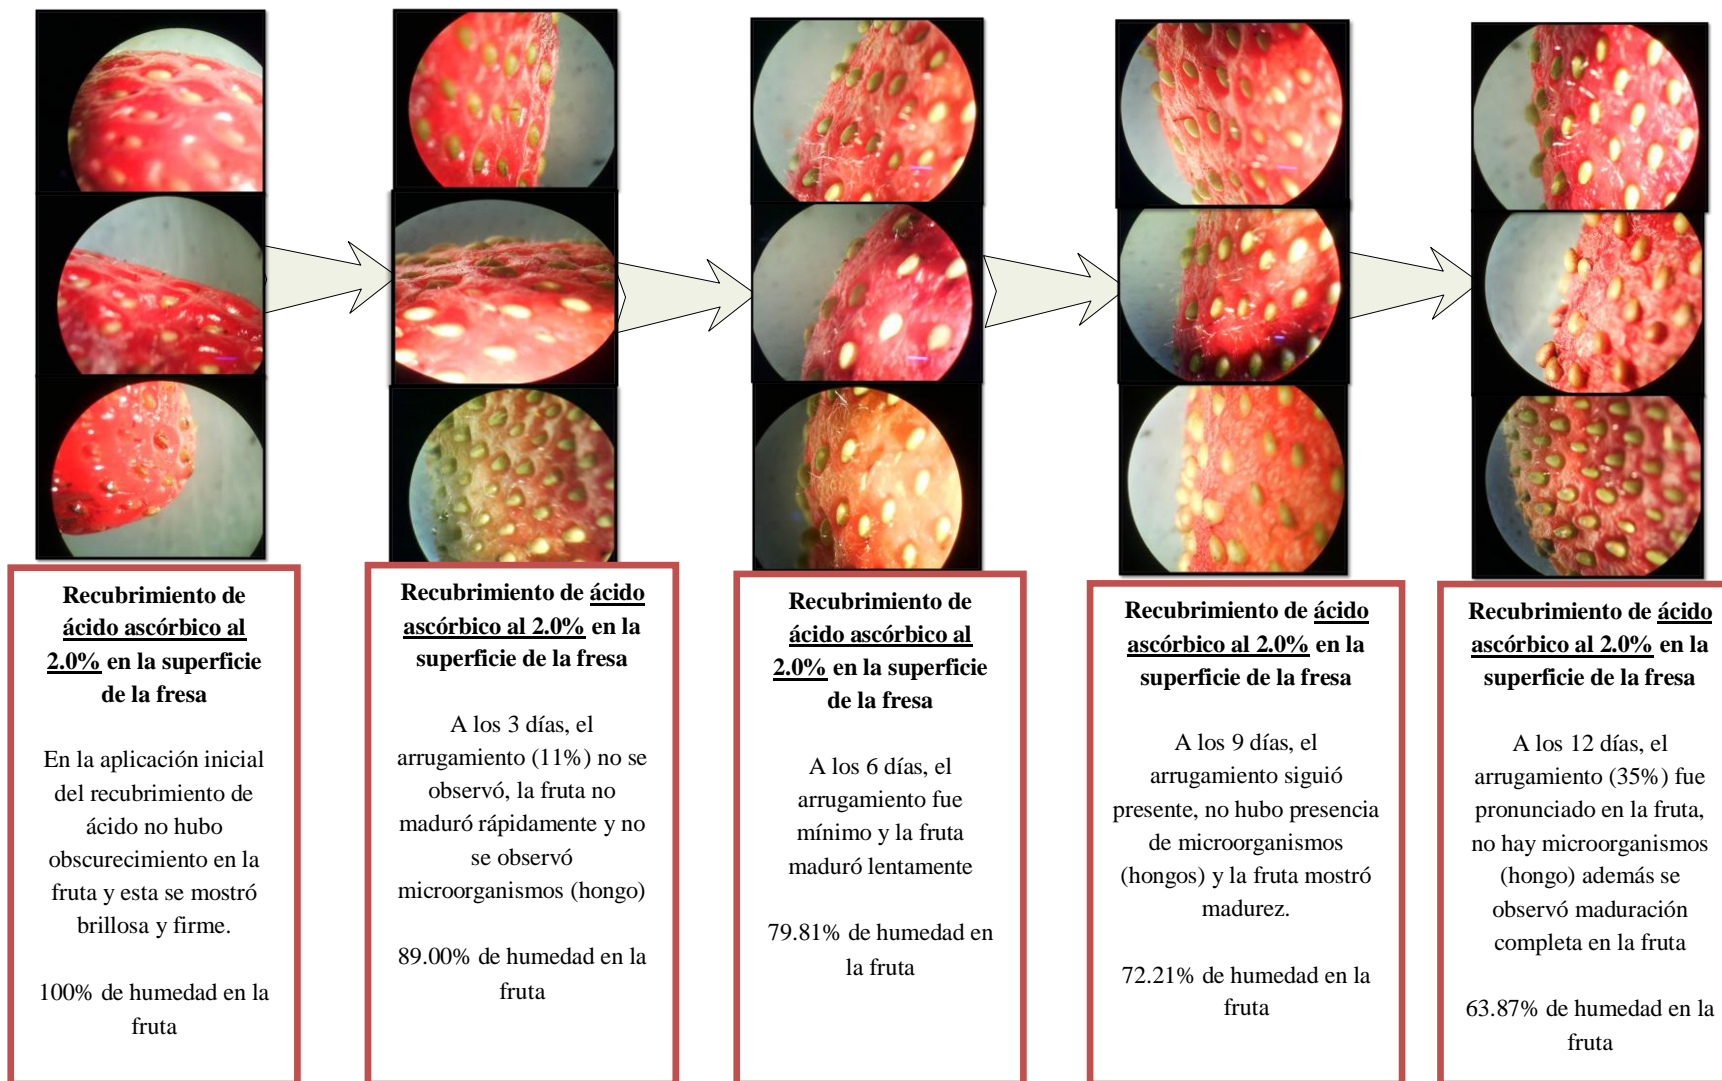 Recubrimiento de
ácido ascórbico al
2.0% en la superficie
de la fresa
En la aplicación inicial
del recubrimiento de
ácido no hubo
obscurecimiento en la
fruta y esta se mostró
brillosa y firme.
100% de humedad en la
fruta
Recubrimiento de ácido
ascórbico al 2.0% en la
superficie de la fresa
A los 3 días, el
arrugamiento (11%) no se
observó, la fruta no
maduró rápidamente y no
se observó
microorganismos (hongo)
89.00% de humedad en la
fruta
Recubrimiento de
ácido ascórbico al
2.0% en la superficie
de la fresa
A los 6 días, el
arrugamiento fue
mínimo y la fruta
maduró lentamente
79.81% de humedad en
la fruta
Recubrimiento de ácido
ascórbico al 2.0% en la
superficie de la fresa
A los 9 días, el
arrugamiento siguió
presente, no hubo presencia
de microorganismos
(hongos) y la fruta mostró
madurez.
72.21% de humedad en la
fruta
Recubrimiento de ácido
ascórbico al 2.0% en la
superficie de la fresa
A los 12 días, el
arrugamiento (35%) fue
pronunciado en la fruta,
no hay microorganismos
(hongo) además se
observó maduración
completa en la fruta
63.87% de humedad en la
fruta